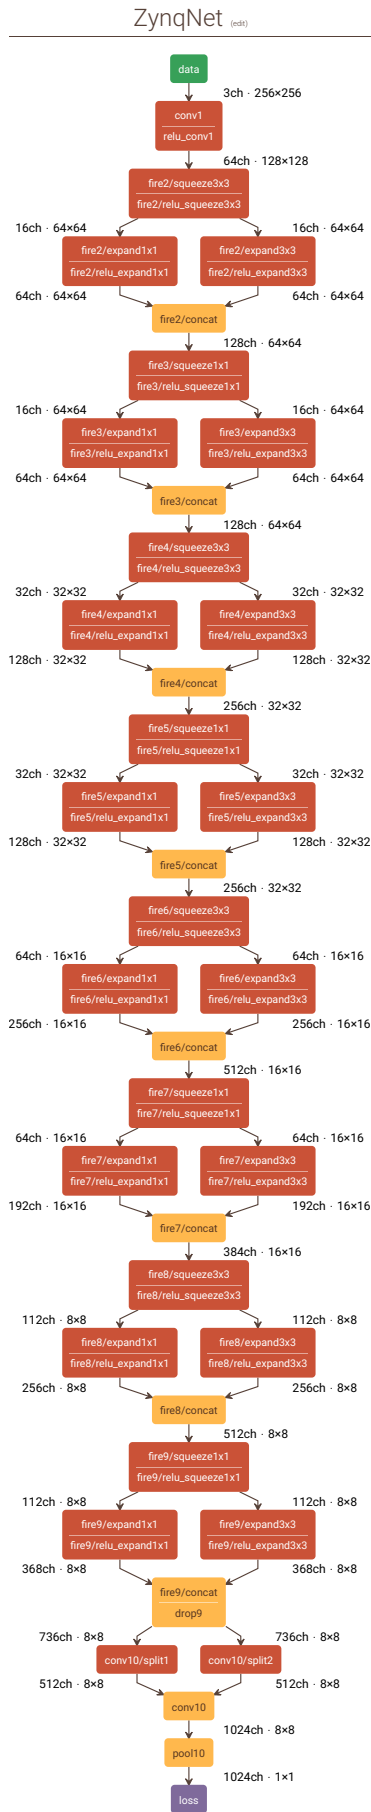 ZynqNet (edit)
data
3ch · 256×256
conv1
relu_conv1
64ch · 128×128
fire2/squeeze3x3
fire2/relu_squeeze3x3
16ch · 64×64 16ch · 64×64
fire2/expand1x1 fire2/expand3x3
fire2/relu_expand1x1 fire2/relu_expand3x3
64ch · 64×64 64ch · 64×64
fire2/concat
128ch · 64×64
fire3/squeeze1x1
fire3/relu_squeeze1x1
16ch · 64×64 16ch · 64×64
fire3/expand1x1 fire3/expand3x3
fire3/relu_expand1x1 fire3/relu_expand3x3
64ch · 64×64 64ch · 64×64
fire3/concat
128ch · 64×64
fire4/squeeze3x3
fire4/relu_squeeze3x3
32ch · 32×32 32ch · 32×32
fire4/expand1x1 fire4/expand3x3
fire4/relu_expand1x1 fire4/relu_expand3x3
128ch · 32×32 128ch · 32×32
fire4/concat
256ch · 32×32
fire5/squeeze1x1
fire5/relu_squeeze1x1
32ch · 32×32 32ch · 32×32
fire5/expand1x1 fire5/expand3x3
fire5/relu_expand1x1 fire5/relu_expand3x3
128ch · 32×32 128ch · 32×32
fire5/concat
256ch · 32×32
fire6/squeeze3x3
fire6/relu_squeeze3x3
64ch · 16×16 64ch · 16×16
fire6/expand1x1 fire6/expand3x3
fire6/relu_expand1x1 fire6/relu_expand3x3
256ch · 16×16 256ch · 16×16
fire6/concat
512ch · 16×16
fire7/squeeze1x1
fire7/relu_squeeze1x1
64ch · 16×16 64ch · 16×16
fire7/expand1x1 fire7/expand3x3
fire7/relu_expand1x1 fire7/relu_expand3x3
192ch · 16×16 192ch · 16×16
fire7/concat
384ch · 16×16
fire8/squeeze3x3
fire8/relu_squeeze3x3
112ch · 8×8 112ch · 8×8
fire8/expand1x1 fire8/expand3x3
fire8/relu_expand1x1 fire8/relu_expand3x3
256ch · 8×8 256ch · 8×8
fire8/concat
512ch · 8×8
fire9/squeeze1x1
fire9/relu_squeeze1x1
112ch · 8×8 112ch · 8×8
fire9/expand1x1 fire9/expand3x3
fire9/relu_expand1x1 fire9/relu_expand3x3
368ch · 8×8 368ch · 8×8
fire9/concat
drop9
736ch · 8×8 736ch · 8×8
conv10/split1 conv10/split2
512ch · 8×8 512ch · 8×8
conv10
1024ch · 8×8
pool10
1024ch · 1×1
loss